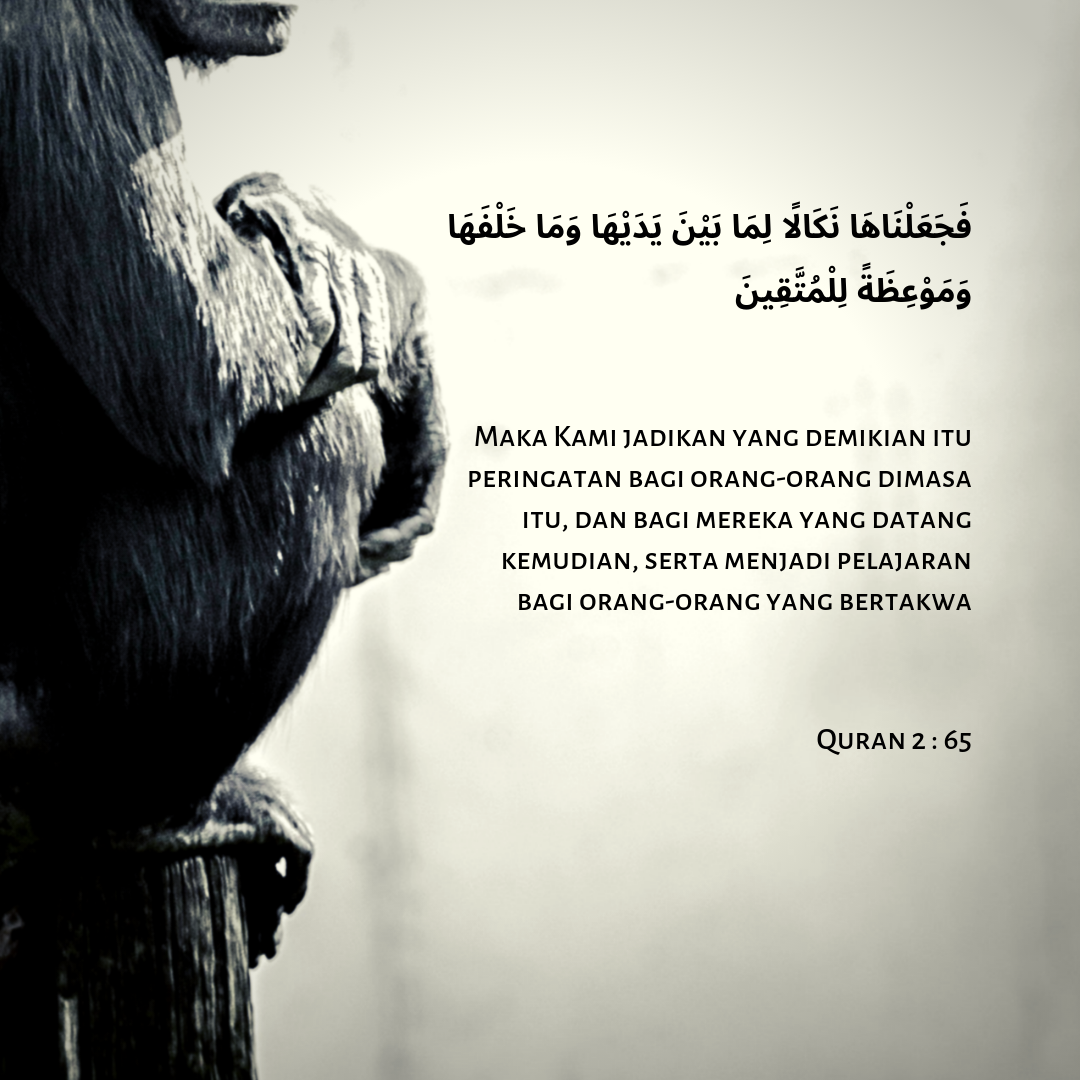 فَجَعَلْنَاهَا نَكَالًا لِمَا بَيْنَ يَدَيْهَا وَمَا خَلْفَهَا
وَمَوْعِظَةً لِلْمُتَّقِينَ
Maka Kami jadikan yang demikian itu
peringatan bagi orang-orang dimasa
itu, dan bagi mereka yang datang
kemudian, serta menjadi pelajaran
bagi orang-orang yang bertakwa
Quran 2 : 65